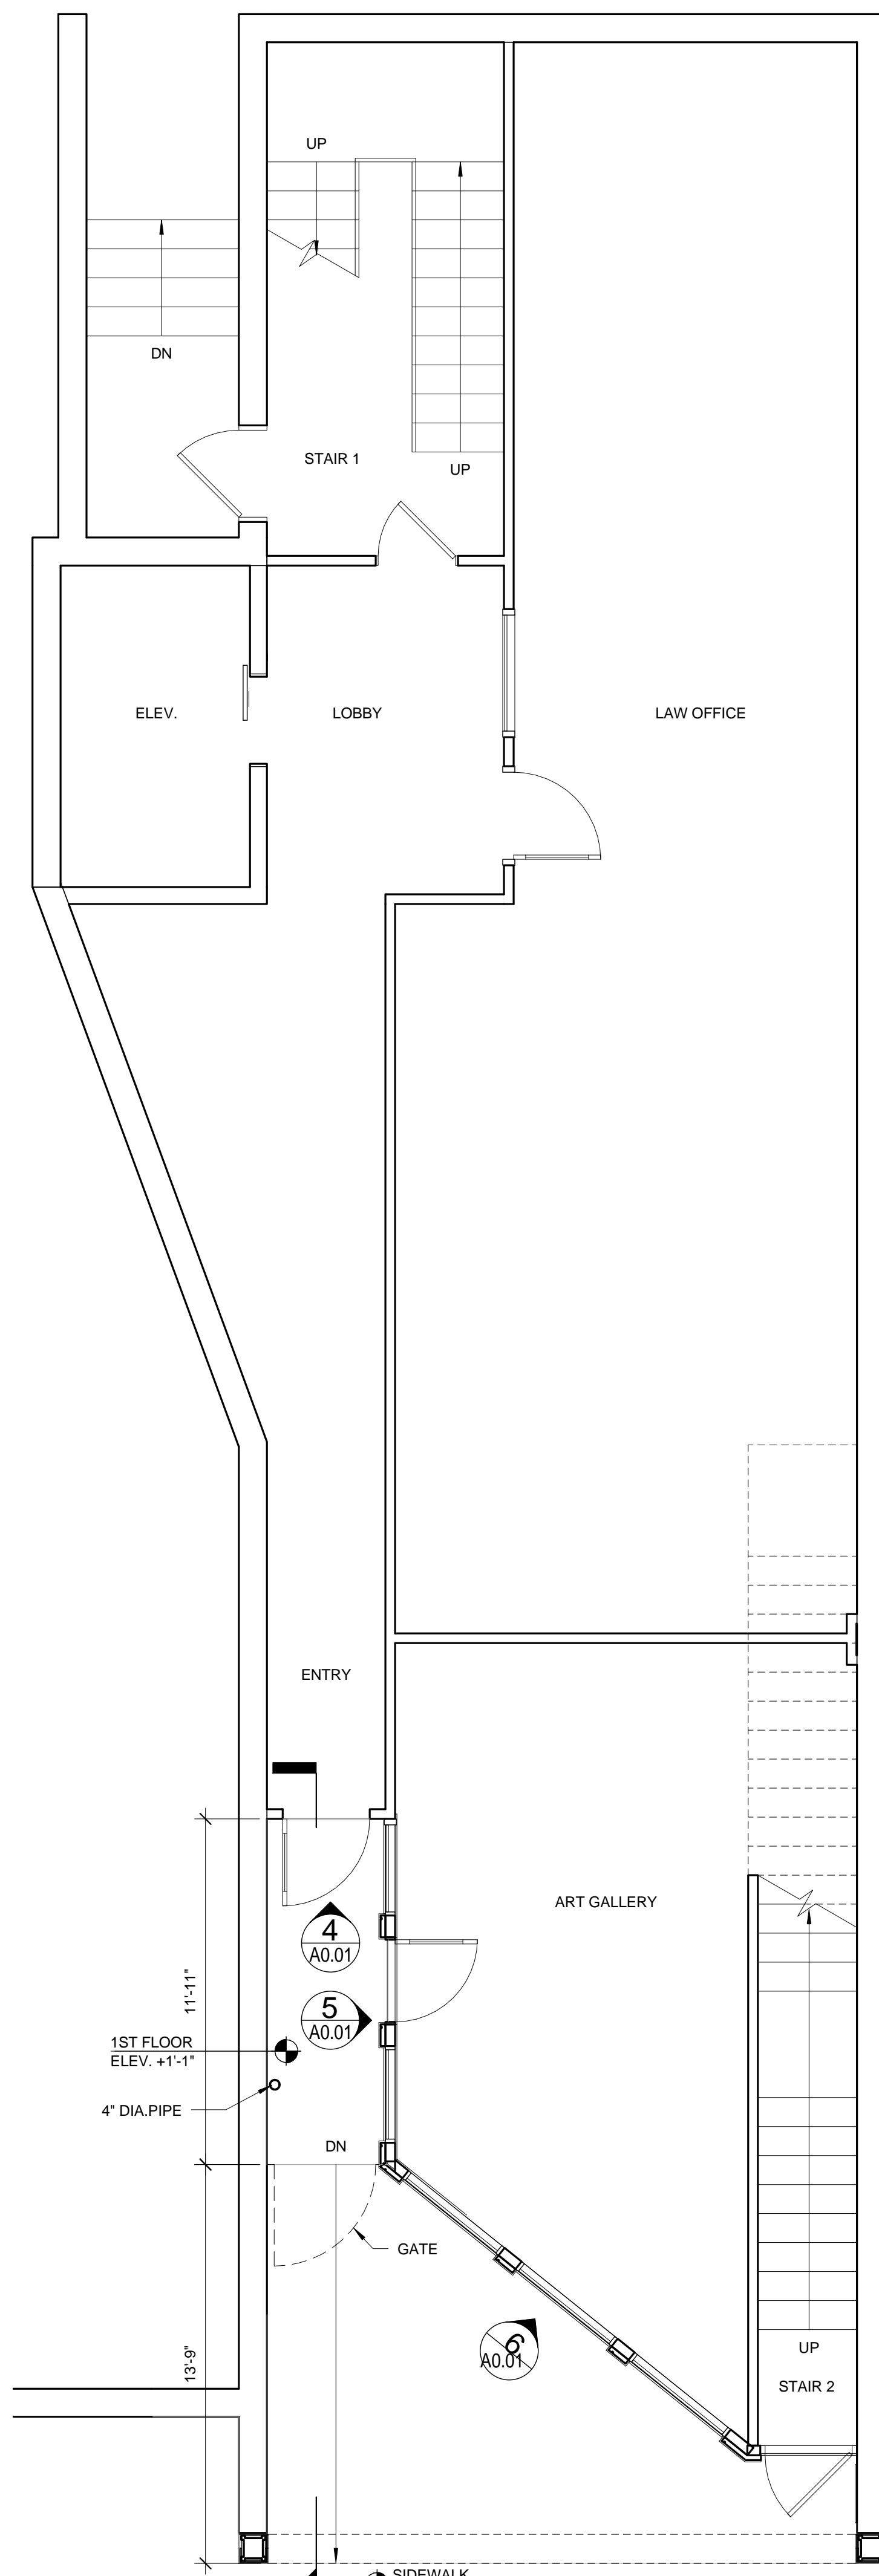 UP
DN
STAIR 1
UP
ELEV.
LOBBY
LAW OFFICE
ENTRY
ART GALLERY
4
A0.01
11'-11"
5
A0.01
1ST FLOOR
ELEV. +1'-1"
4" DIA.PIPE
DN
GATE
6
A0.01
13'-9"
UP
STAIR 2
SIDEWALK